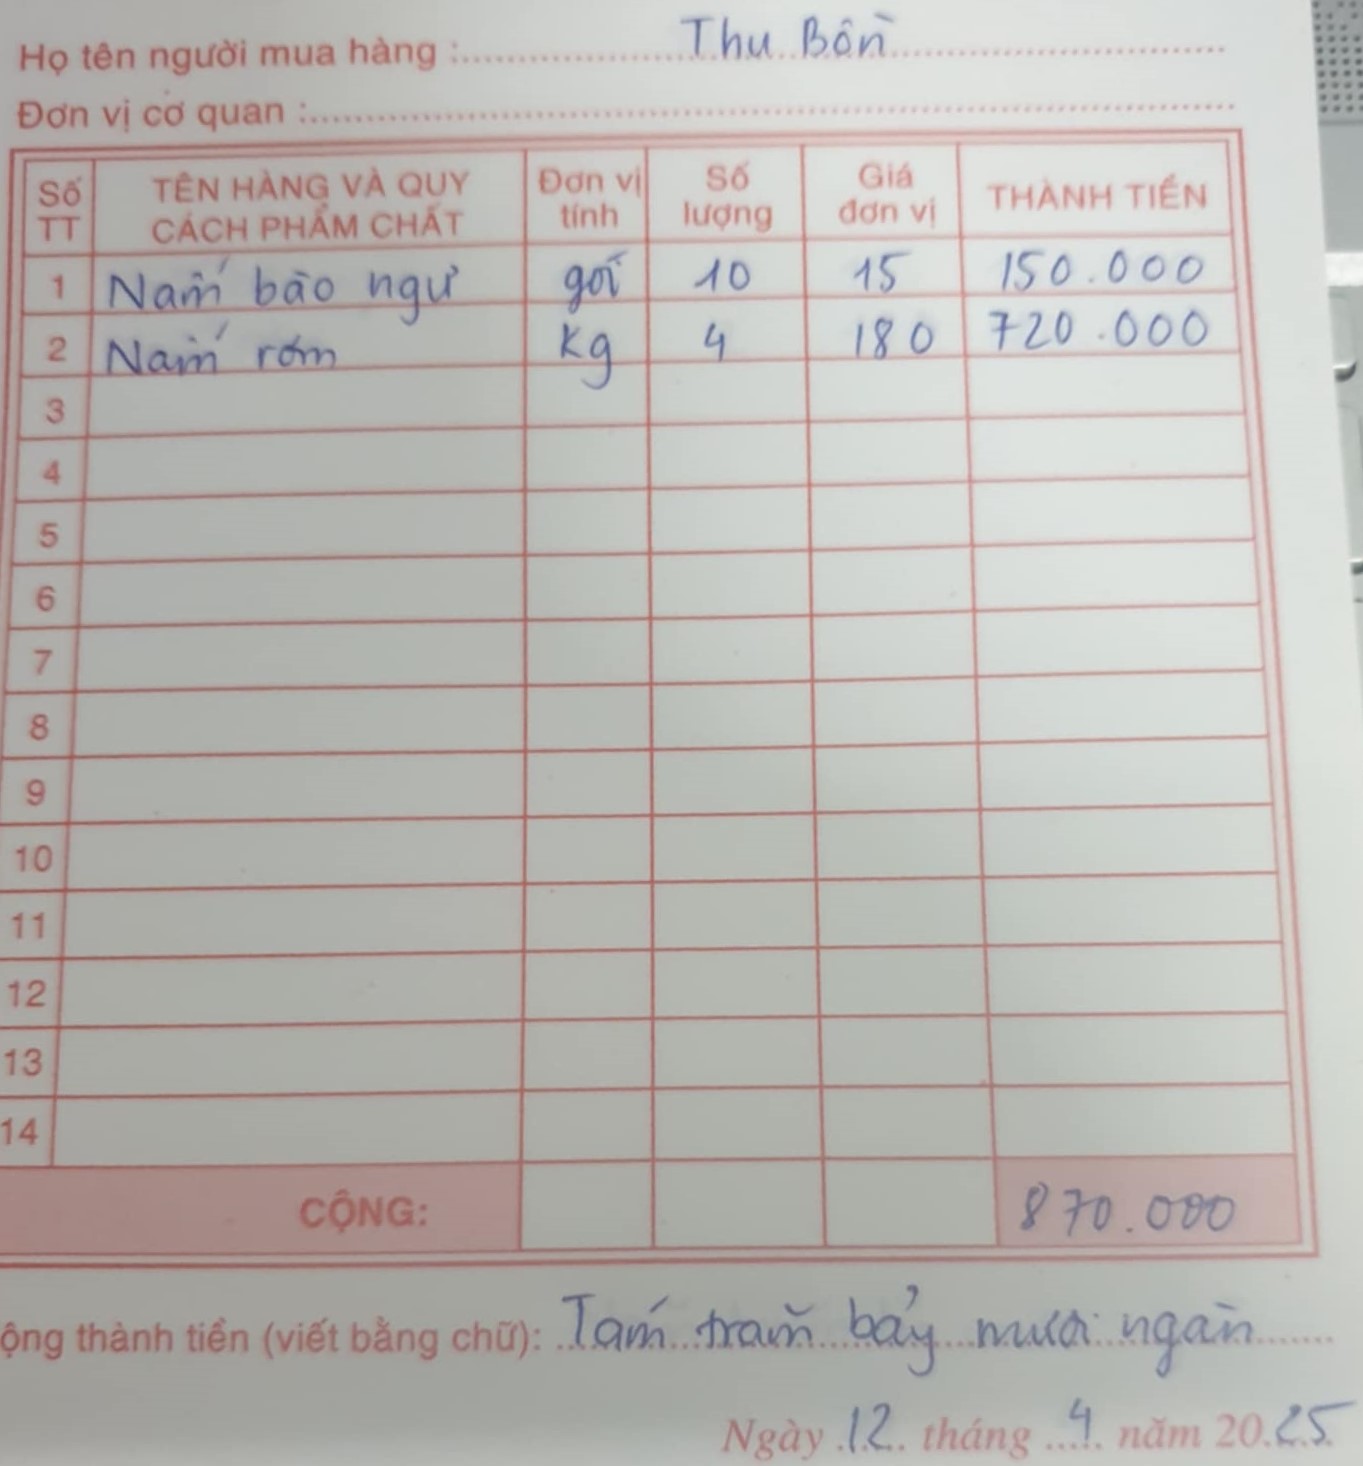 Họ tên người mua hàng : Thu Bồn
Đơn vị cơ quan :
Số TT TÊN HÀNG VÀ QUY CÁCH PHẨM CHẤT Đơn vị tính Số lượng Giá đơn vị THÀNH TIỀN
1 Nấm bào ngư gói 10 15 150.000
2 Nấm rơm kg 4 180 720.000
3
4
5
6
7
8
9
10
11
12
13
14
CỘNG: 870.000
ộng thành tiền (viết bằng chữ): Tám trăm bảy mươi ngàn
Ngày 12 tháng 4 năm 2025